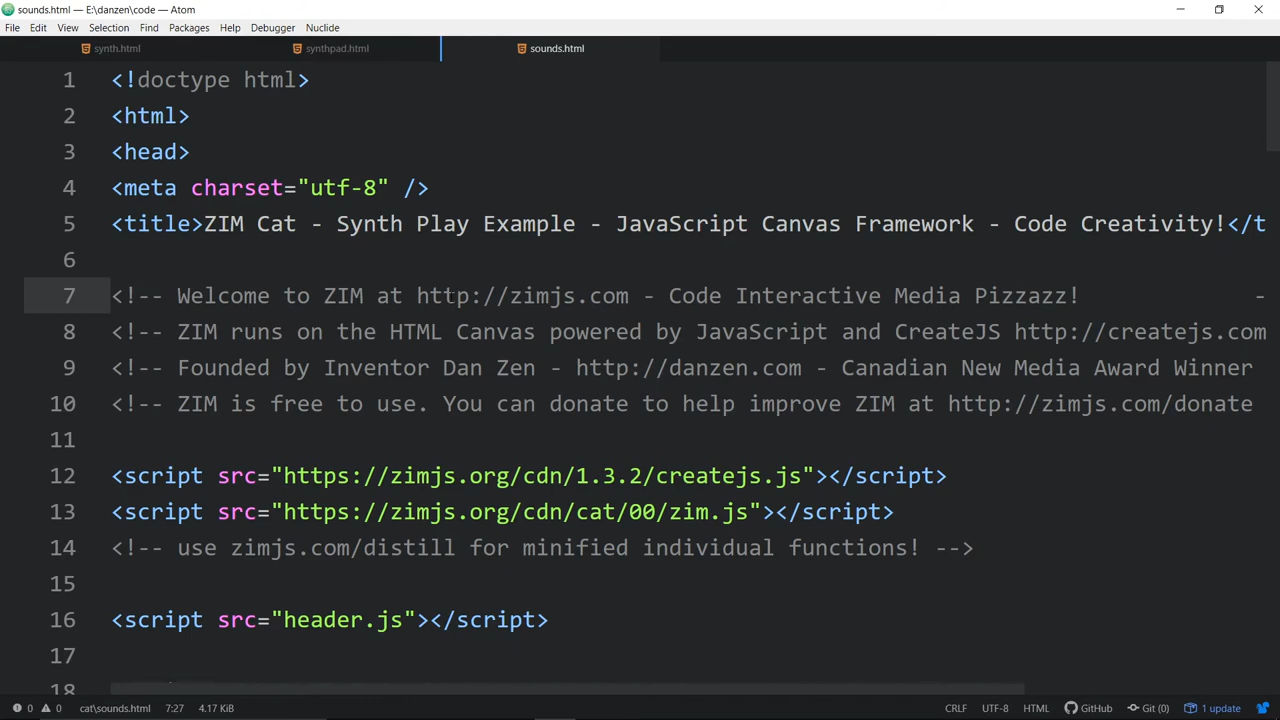 sounds.html — E:\danzen\code — Atom
File Edit View Selection Find Packages Help Debugger Nuclide
synth.html synthpad.html sounds.html
1 <!doctype html>
2 <html>
3 <head>
4 <meta charset="utf-8" />
5 <title>ZIM Cat - Synth Play Example - JavaScript Canvas Framework - Code Creativity!</t
6
7 <!-- Welcome to ZIM at http://zimjs.com - Code Interactive Media Pizzazz! -
8 <!-- ZIM runs on the HTML Canvas powered by JavaScript and CreateJS http://createjs.com
9 <!-- Founded by Inventor Dan Zen - http://danzen.com - Canadian New Media Award Winner
10 <!-- ZIM is free to use. You can donate to help improve ZIM at http://zimjs.com/donate
11
12 <script src="https://zimjs.org/cdn/1.3.2/createjs.js"></script>
13 <script src="https://zimjs.org/cdn/cat/00/zim.js"></script>
14 <!-- use zimjs.com/distill for minified individual functions! -->
15
16 <script src="header.js"></script>
17
18
0 0 cat\sounds.html 7:27 4.17 KiB CRLF UTF-8 HTML GitHub Git (0) 1 update